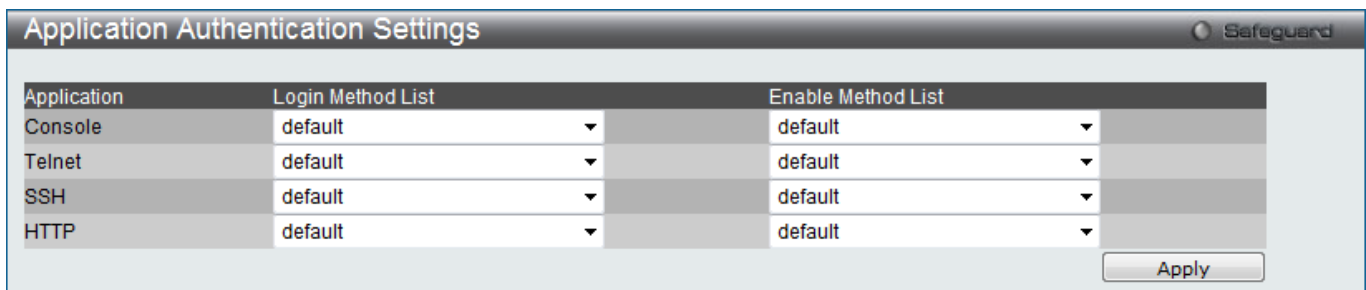 Application Authentication Settings Safeguard
Application Login Method List Enable Method List
Console default default
Telnet default default
SSH default default
HTTP default default
Apply